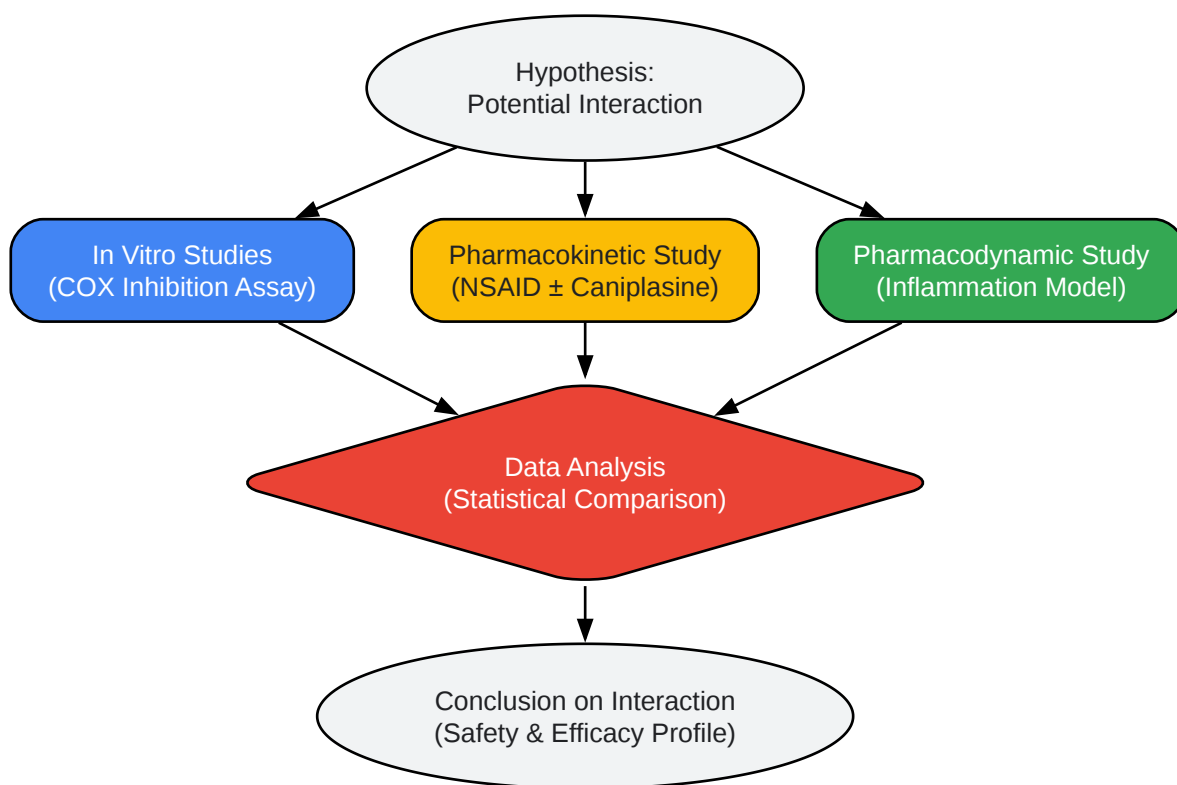 Hypothesis:
Potential Interaction
In Vitro Studies
(COX Inhibition Assay)
Pharmacokinetic Study
(NSAID ± Caniplasine)
Pharmacodynamic Study
(Inflammation Model)
Data Analysis
(Statistical Comparison)
Conclusion on Interaction
(Safety & Efficacy Profile)